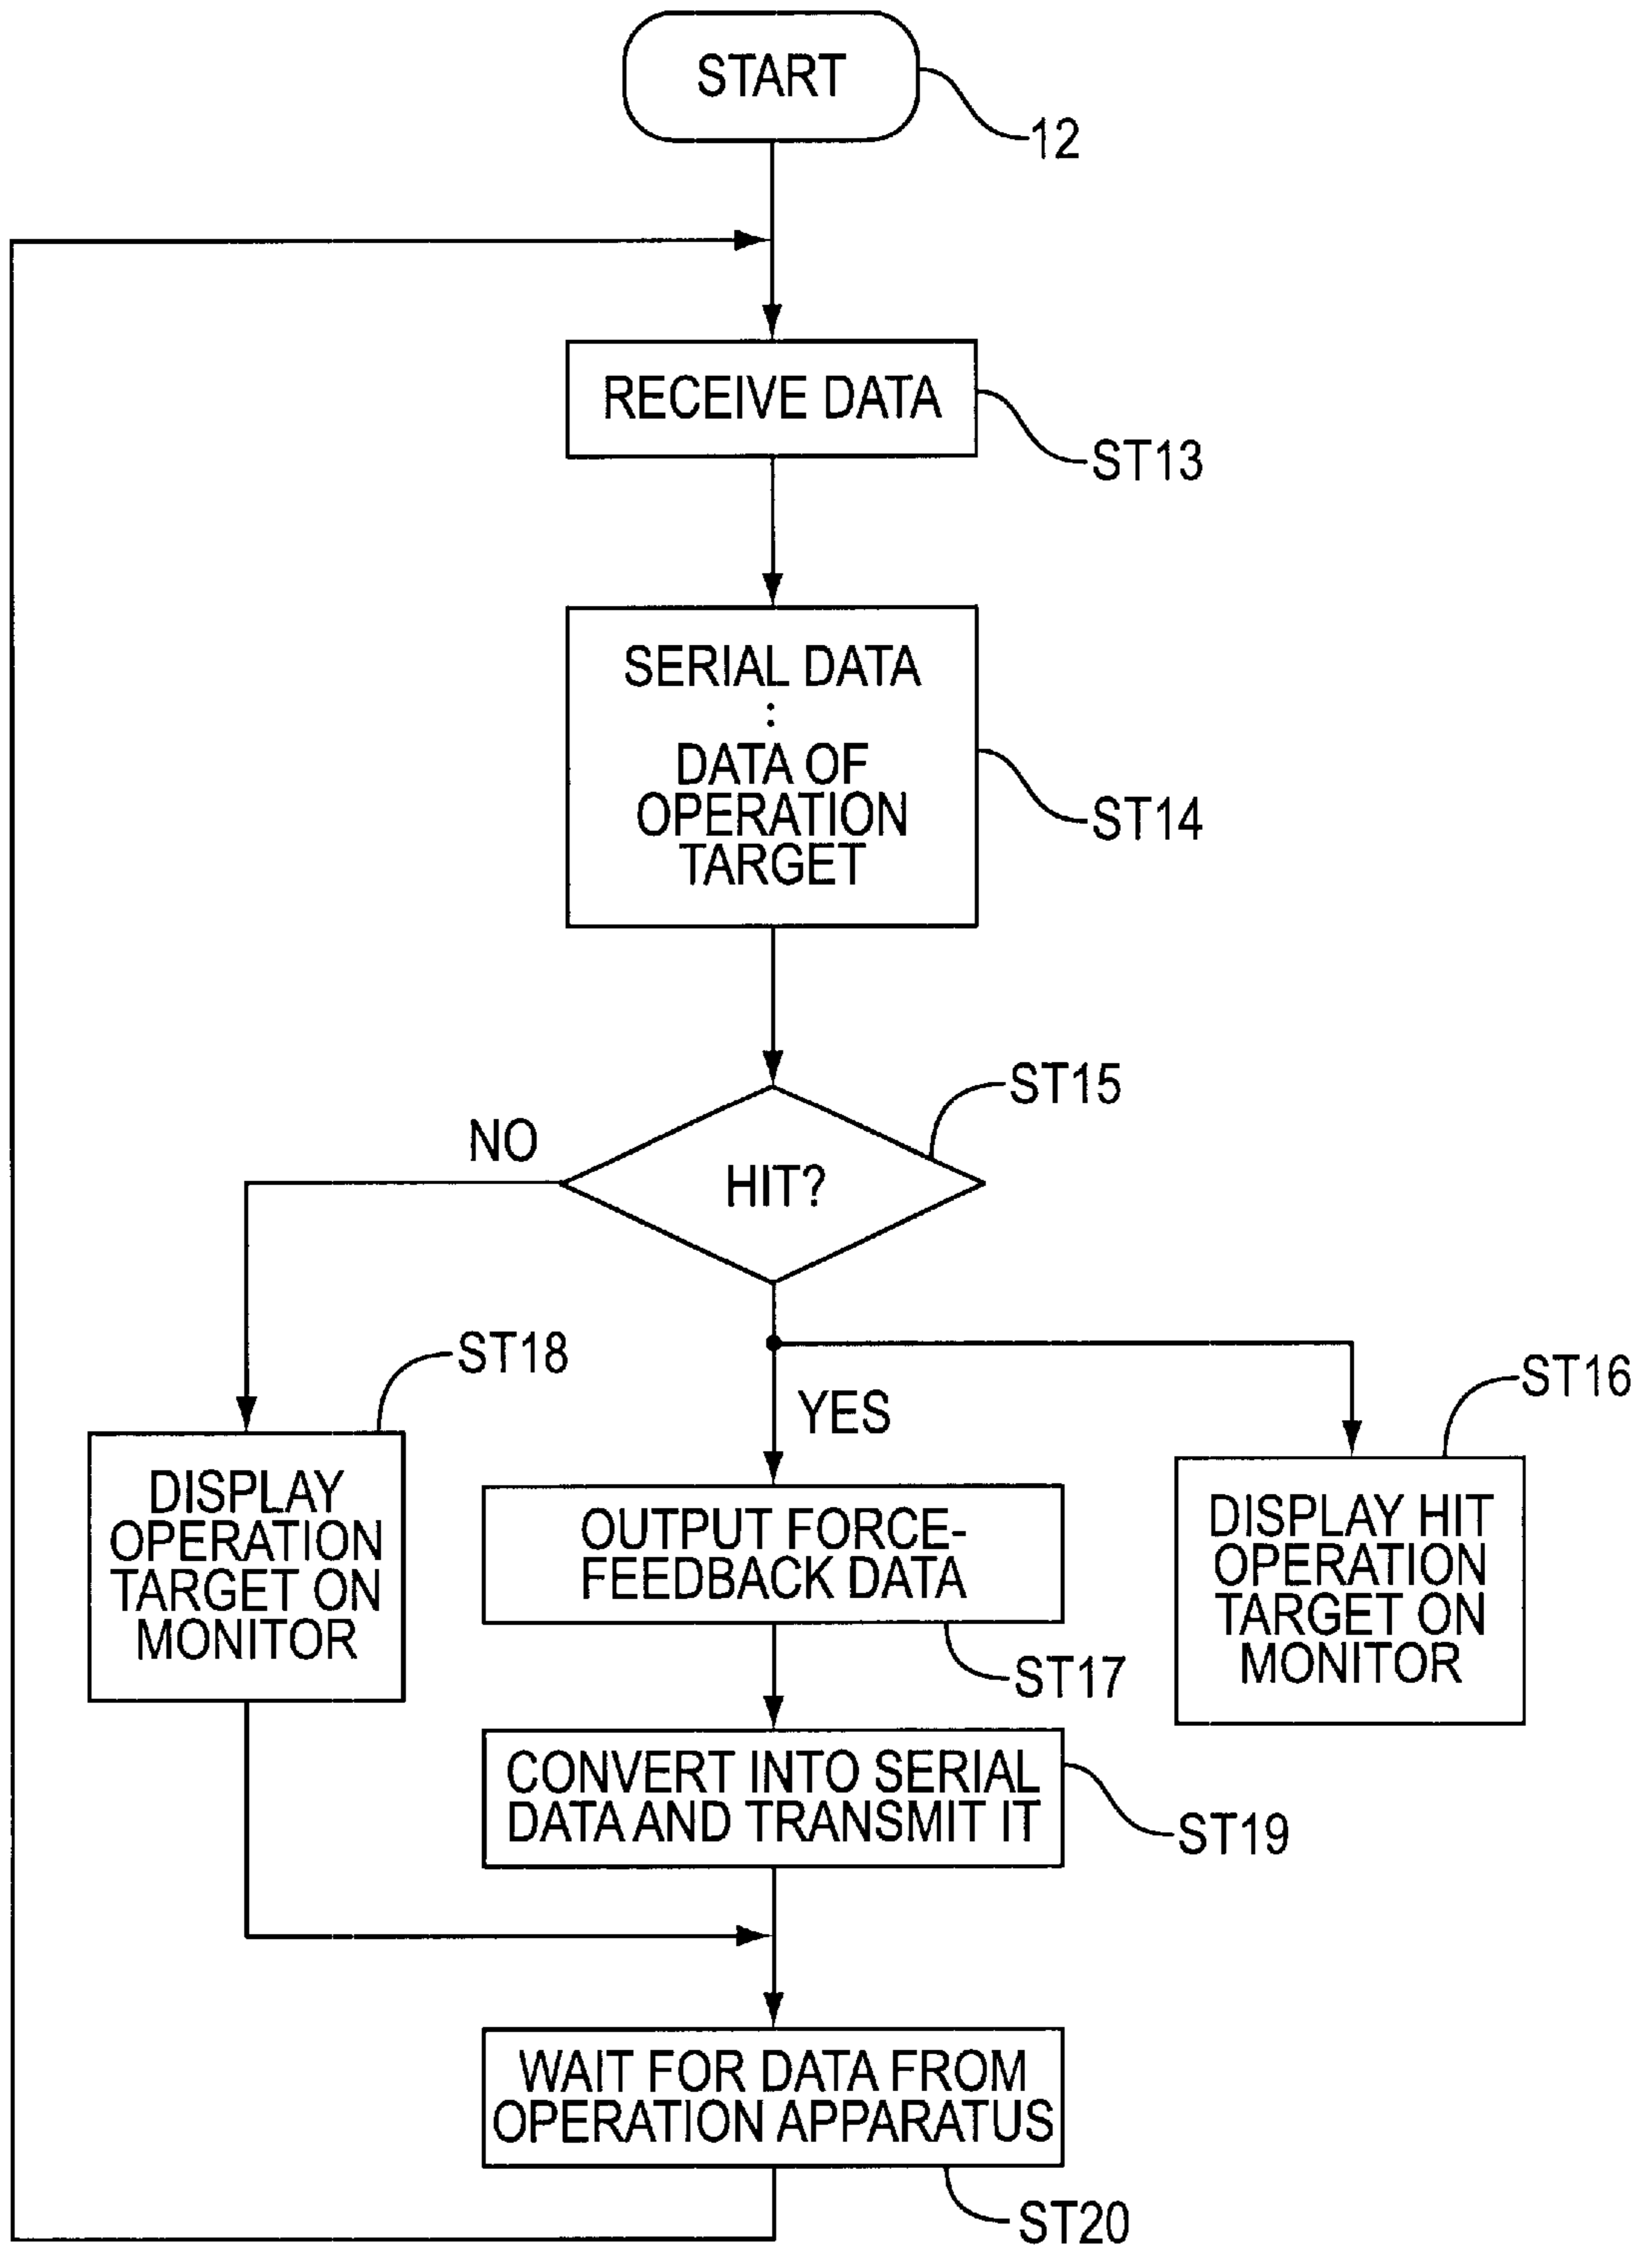 START
12
RECEIVE DATA
ST13
SERIAL DATA
:
DATA OF
OPERATION
TARGET
ST14
ST15
NO
HIT?
ST18
ST16
YES
DISPLAY
OPERATION
TARGET ON
MONITOR
OUTPUT FORCE-
FEEDBACK DATA
DISPLAY HIT
OPERATION
TARGET ON
MONITOR
ST17
CONVERT INTO SERIAL
DATA AND TRANSMIT IT
ST19
WAIT FOR DATA FROM
OPERATION APPARATUS
ST20